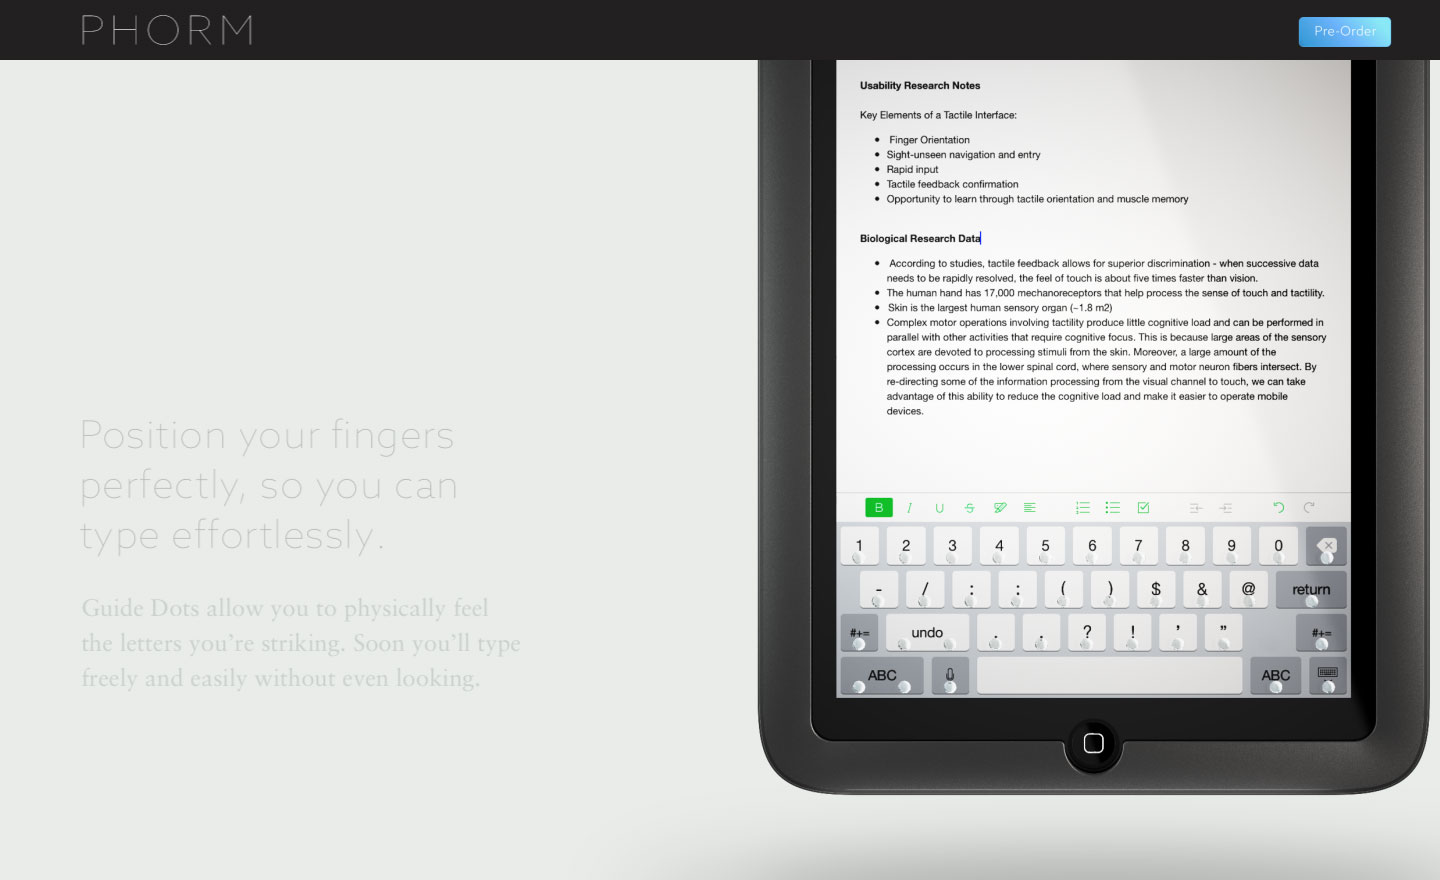 PHORM
Pre-Order
Usability Research Notes
Key Elements of a Tactile Interface:
• Finger Orientation
• Sight-unseen navigation and entry
• Rapid input
• Tactile feedback confirmation
• Opportunity to learn through tactile orientation and muscle memory
Biological Research Data
• According to studies, tactile feedback allows for superior discrimination - when successive data
needs to be rapidly resolved, the feel of touch is about five times faster than vision.
• The human hand has 17,000 mechanoreceptors that help process the sense of touch and tactility.
• Skin is the largest human sensory organ (~1.8 m2)
• Complex motor operations involving tactility produce little cognitive load and can be performed in
parallel with other activities that require cognitive focus. This is because large areas of the sensory
cortex are devoted to processing stimuli from the skin. Moreover, a large amount of the
processing occurs in the lower spinal cord, where sensory and motor neuron fibers intersect. By
re-directing some of the information processing from the visual channel to touch, we can take
advantage of this ability to reduce the cognitive load and make it easier to operate mobile
devices.
Position your fingers
perfectly, so you can
type effortlessly.
Guide Dots allow you to physically feel
the letters you're striking. Soon you'll type
freely and easily without even looking.
B I U S
1 2 3 4 5 6 7 8 9 0
- / : : ( ) $ & @ return
#+= undo . . ? ! ’ ” #+=
ABC ABC